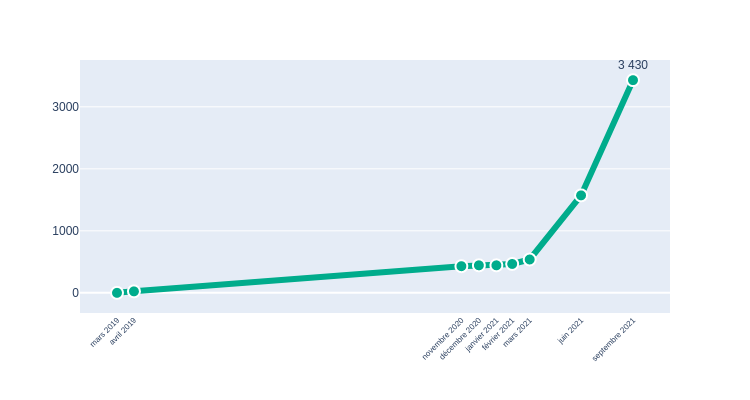 3 430
3000
2000
1000
0
mars 2019
avril 2019
novembre 2020
décembre 2020
janvier 2021
février 2021
mars 2021
juin 2021
septembre 2021